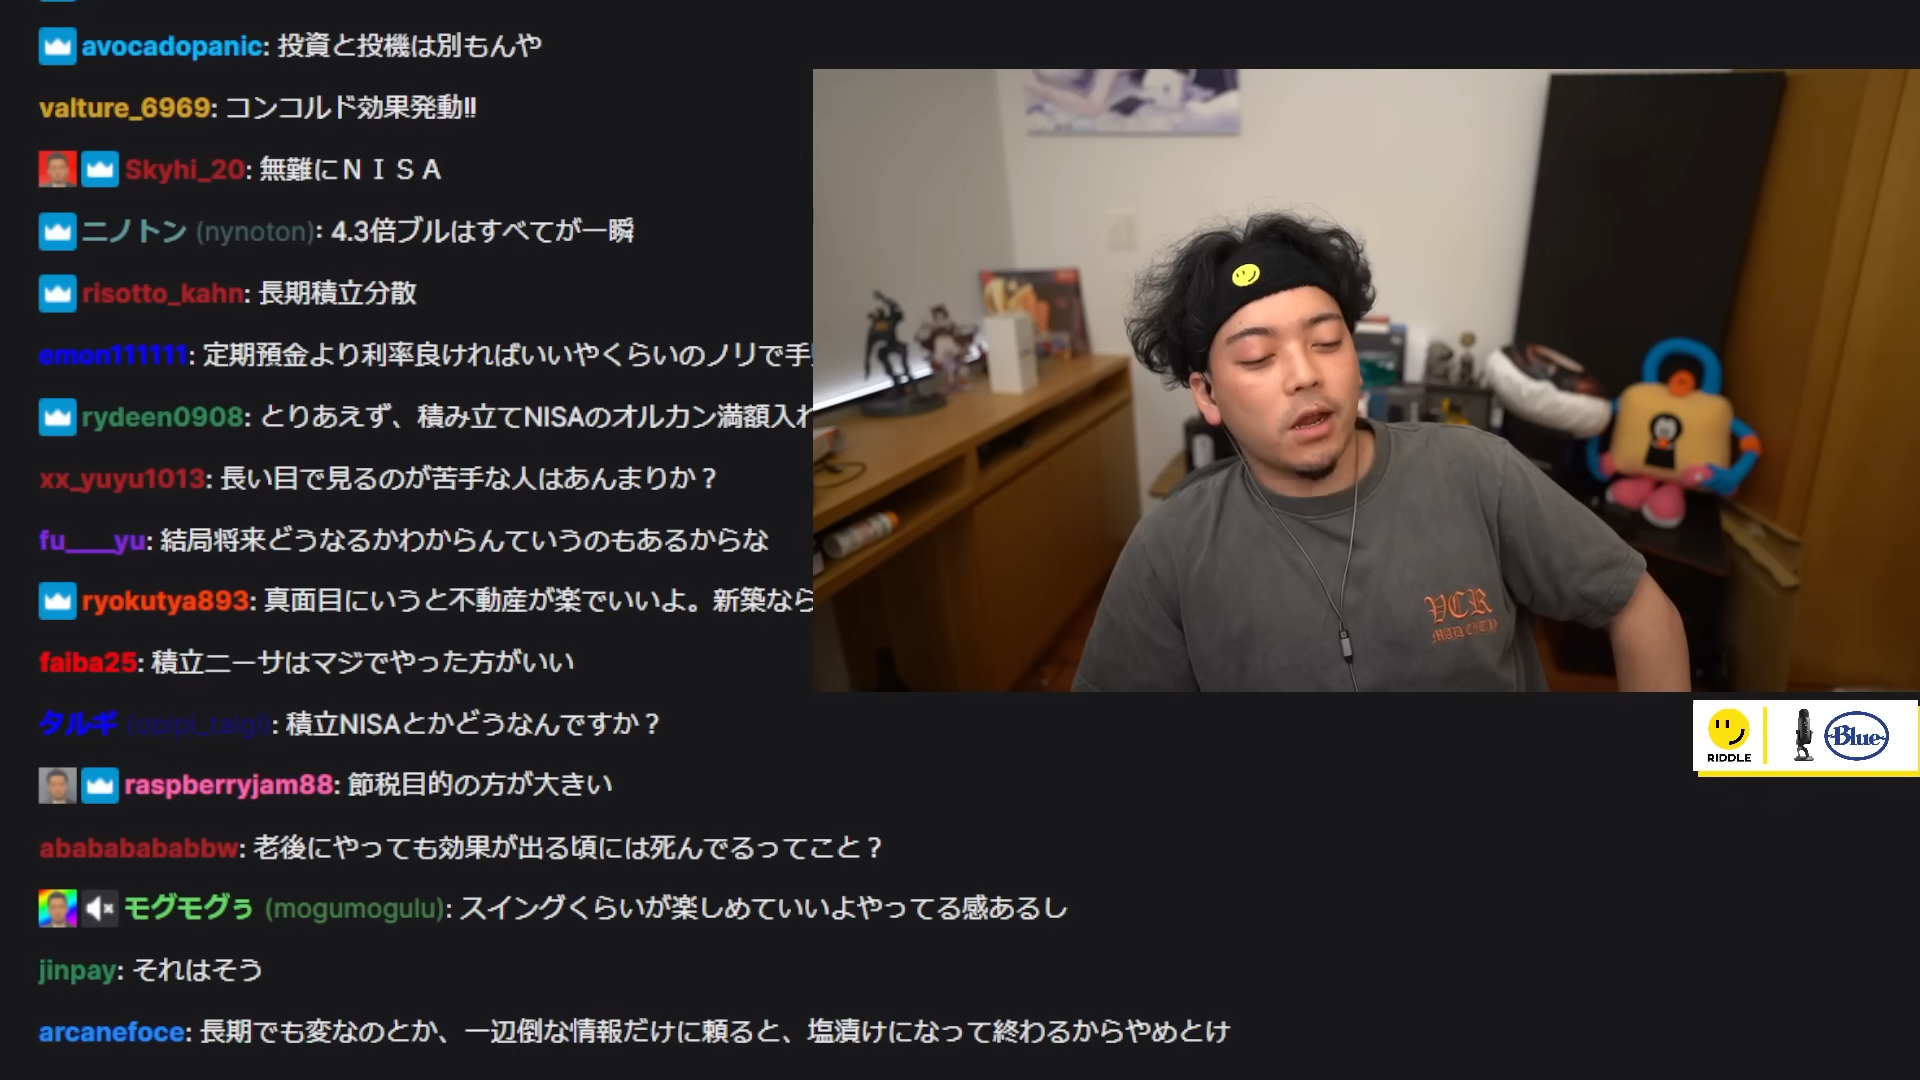 avocadopanic: 投資と投機は別もんや
valture_6969: コンコルド効果発動!!
Skyhi_20: 無難にＮＩＳＡ
ニノトン (nynoton): 4.3倍ブルはすべてが一瞬
risotto_kahn: 長期積立分散
emon111111: 定期預金より利率良ければいいやくらいのノリで手
rydeen0908: とりあえず、積み立てNISAのオルカン満額入れ
xx_yuyu1013: 長い目で見るのが苦手な人はあんまりか？
fu____yu: 結局将来どうなるかわからんていうのもあるからな
ryokutya893: 真面目にいうと不動産が楽でいいよ。新築なら
faiba25: 積立ニーサはマジでやった方がいい
タルギ (opipi_talgi): 積立NISAとかどうなんですか？
raspberryjam88: 節税目的の方が大きい
ababababbw: 老後にやっても効果が出る頃には死んでるってこと？
モグモグぅ (mogumogulu): スイングくらいが楽しめていいよやってる感あるし
jinpay: それはそう
arcanefoce: 長期でも変なのとか、一辺倒な情報だけに頼ると、塩漬けになって終わるからやめとけ
VCR
MAD CITY
RIDDLE
Blue